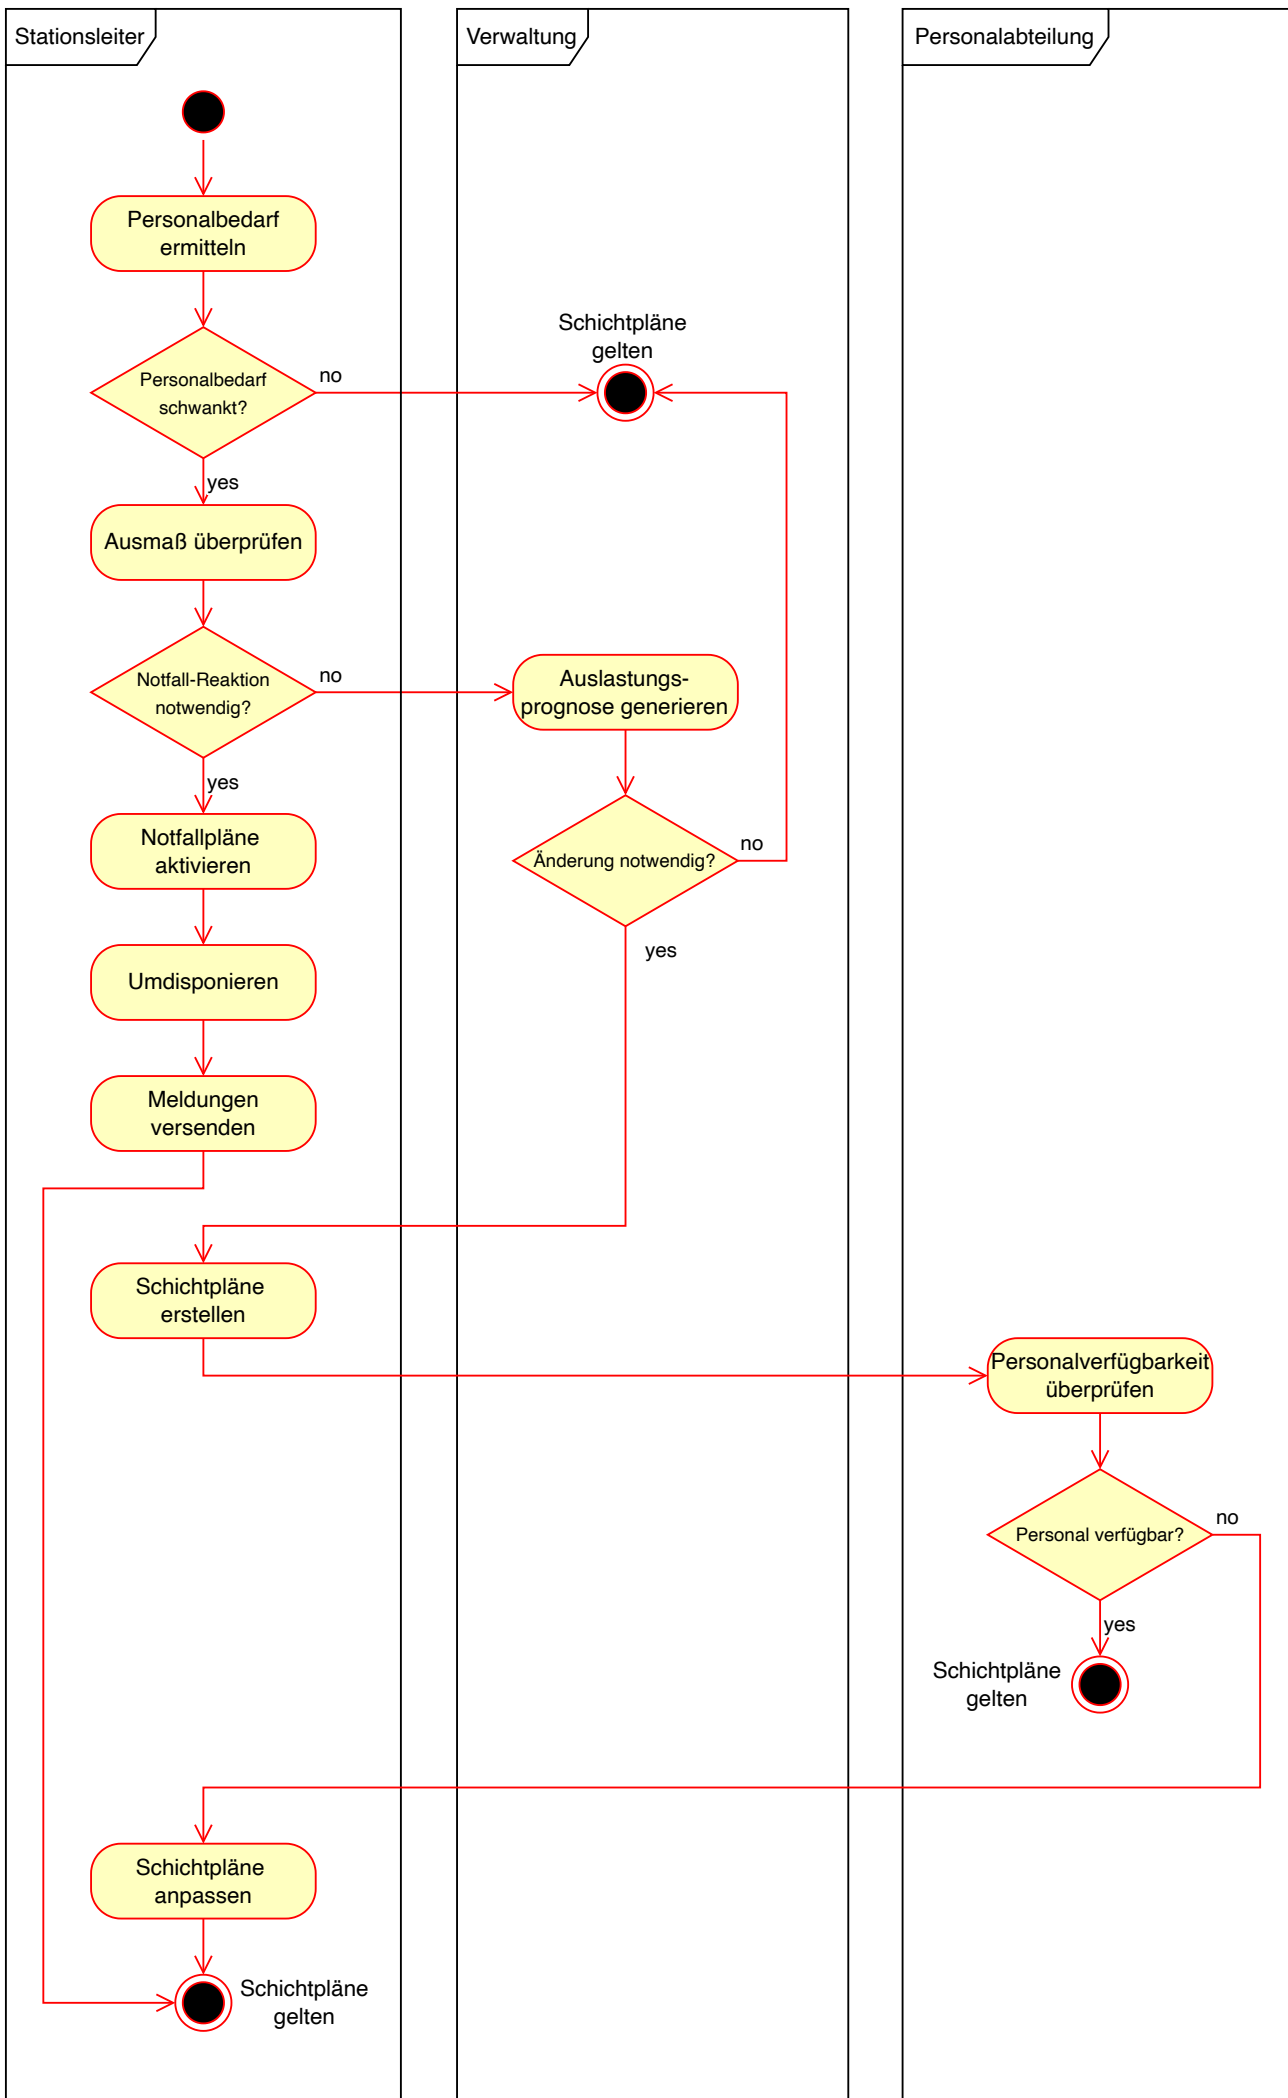 Stationsleiter
Verwaltung
Personalabteilung
Personalbedarf
ermitteln
Schichtpläne
gelten
Personalbedarf
schwankt?
no
yes
Ausmaß überprüfen
Notfall-Reaktion
notwendig?
no
Auslastungs-
prognose generieren
yes
Notfallpläne
aktivieren
Änderung notwendig?
no
yes
Umdisponieren
Meldungen
versenden
Schichtpläne
erstellen
Personalverfügbarkeit
überprüfen
Personal verfügbar?
no
yes
Schichtpläne
gelten
Schichtpläne
anpassen
Schichtpläne
gelten